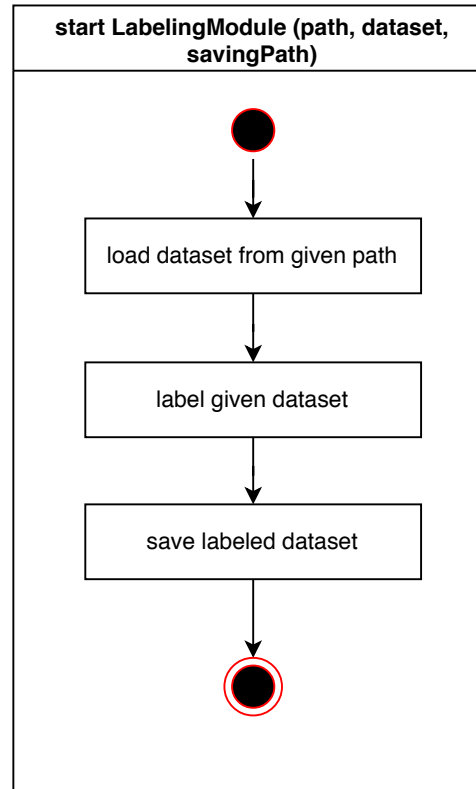 start LabelingModule (path, dataset,
savingPath)
load dataset from given path
label given dataset
save labeled dataset